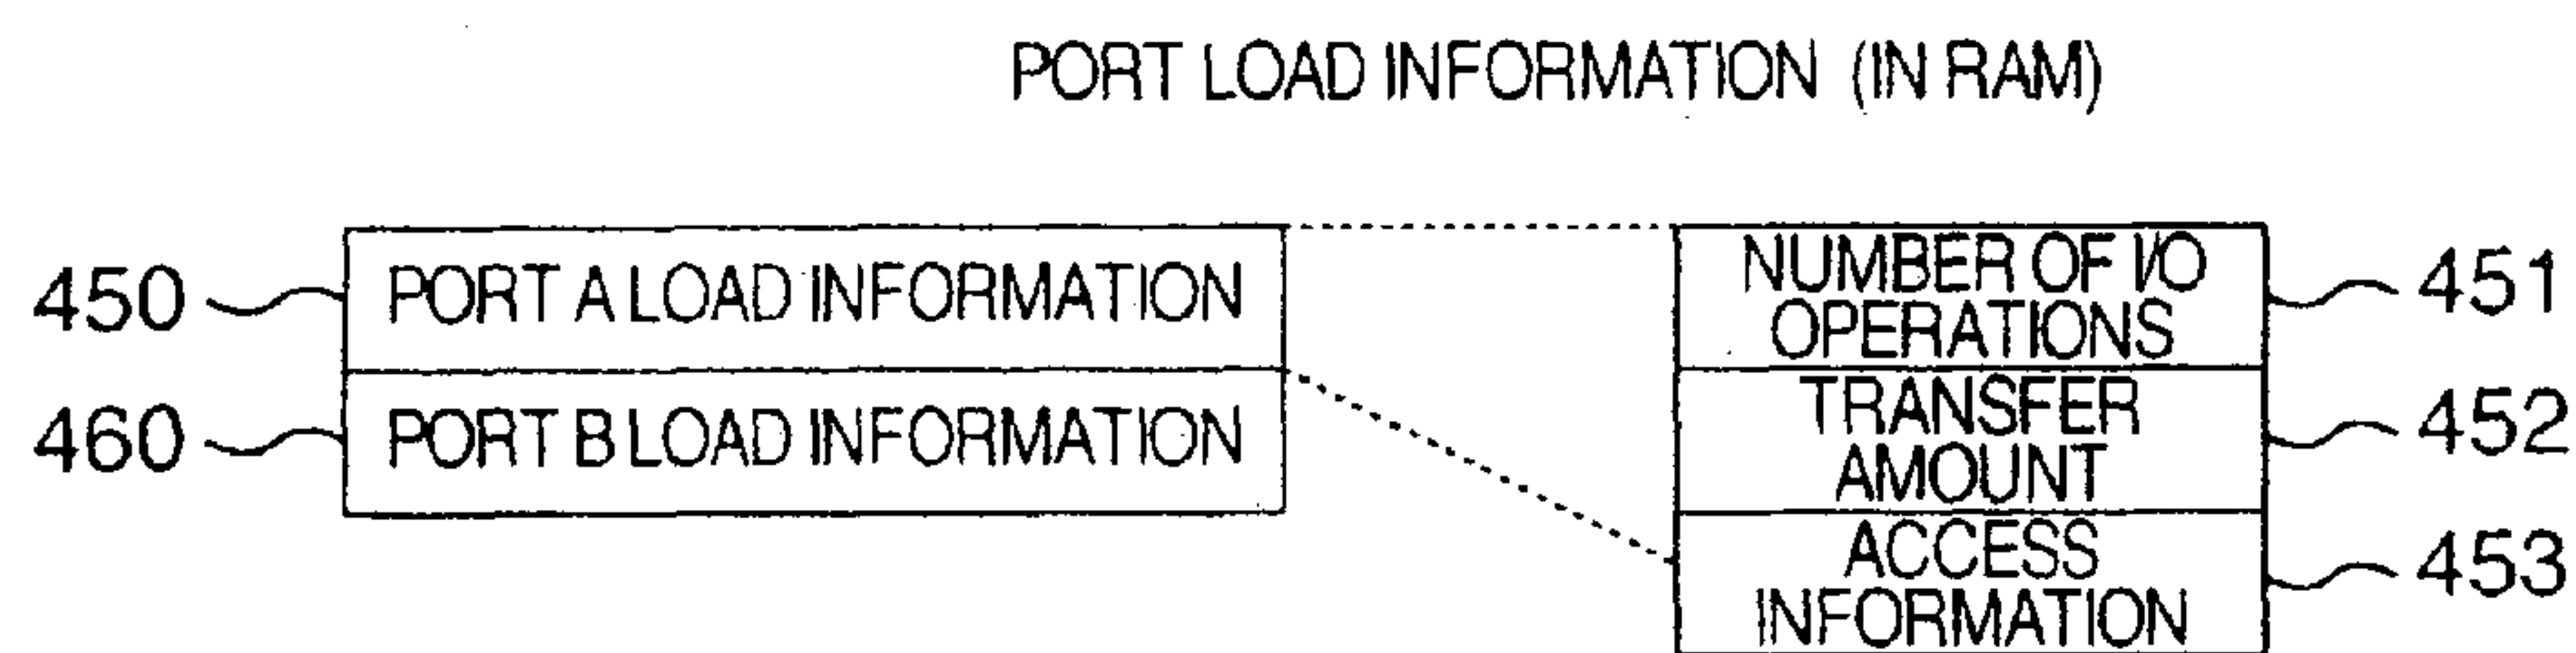 PORT LOAD INFORMATION (IN RAM)
450 PORT A LOAD INFORMATION
460 PORT B LOAD INFORMATION
NUMBER OF I/O
OPERATIONS
451
TRANSFER
AMOUNT
452
ACCESS
INFORMATION
453